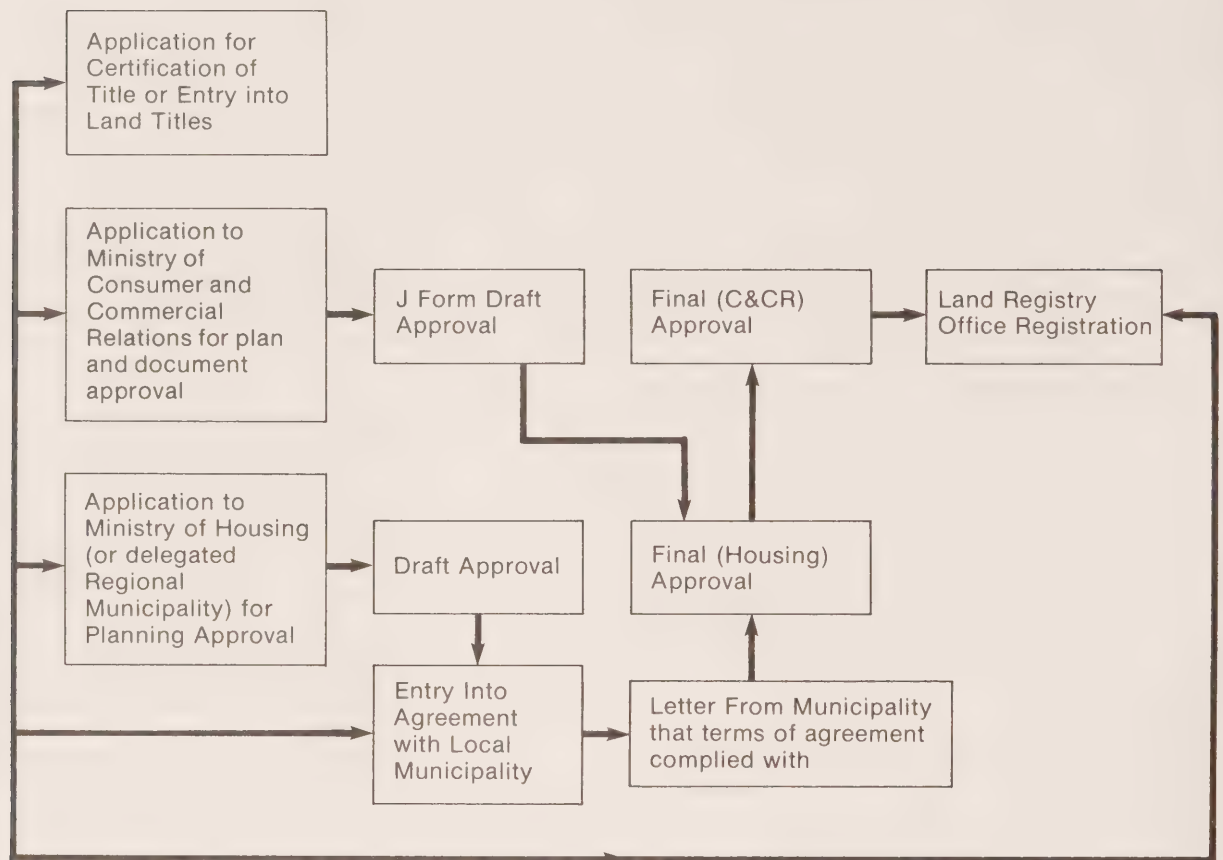 Application for
Certification of
Title or Entry into
Land Titles
Application to
Ministry of
Consumer and
Commercial
Relations for plan
and document
approval
J Form Draft
Approval
Final (C&CR)
Approval
Land Registry
Office Registration
Application to
Ministry of Housing
(or delegated
Regional
Municipality) for
Planning Approval
Draft Approval
Final (Housing)
Approval
Entry Into
Agreement
with Local
Municipality
Letter From Municipality
that terms of agreement
complied with